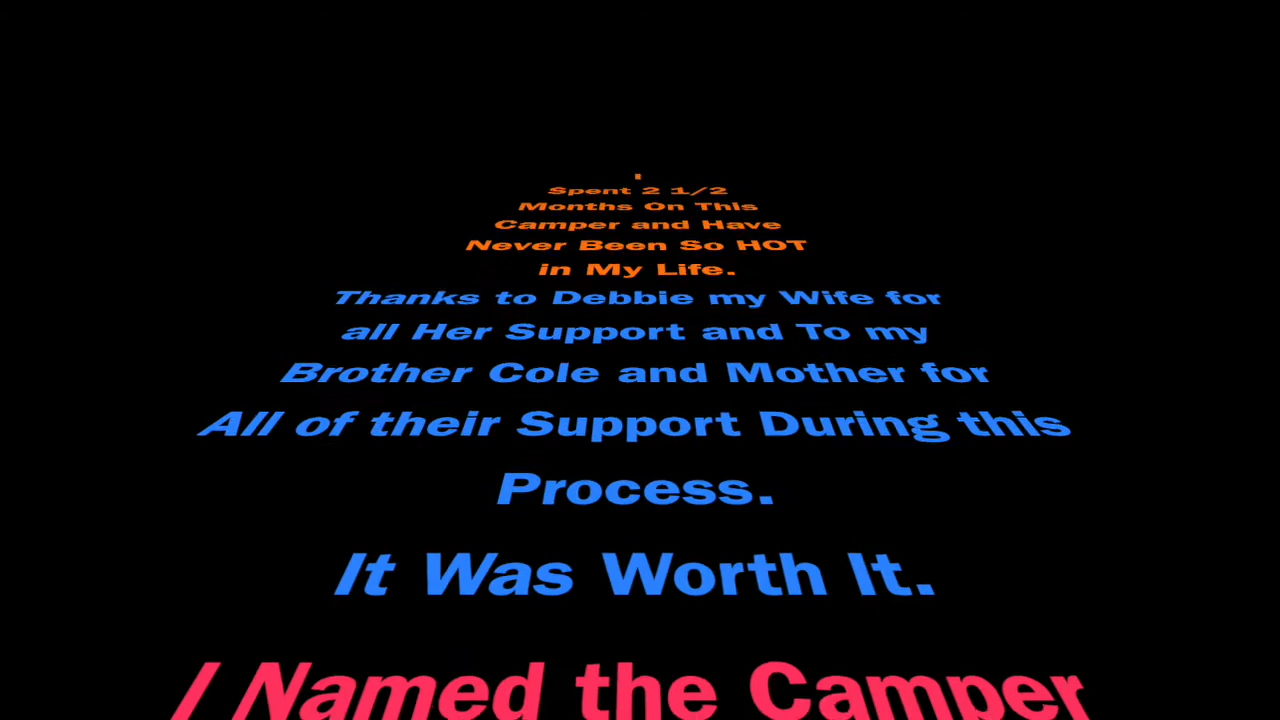 I
Spent 2 1/2
Months On This
Camper and Have
Never Been So HOT
in My Life.
Thanks to Debbie my Wife for
all Her Support and To my
Brother Cole and Mother for
All of their Support During this
Process.
It Was Worth It.
I Named the Camper